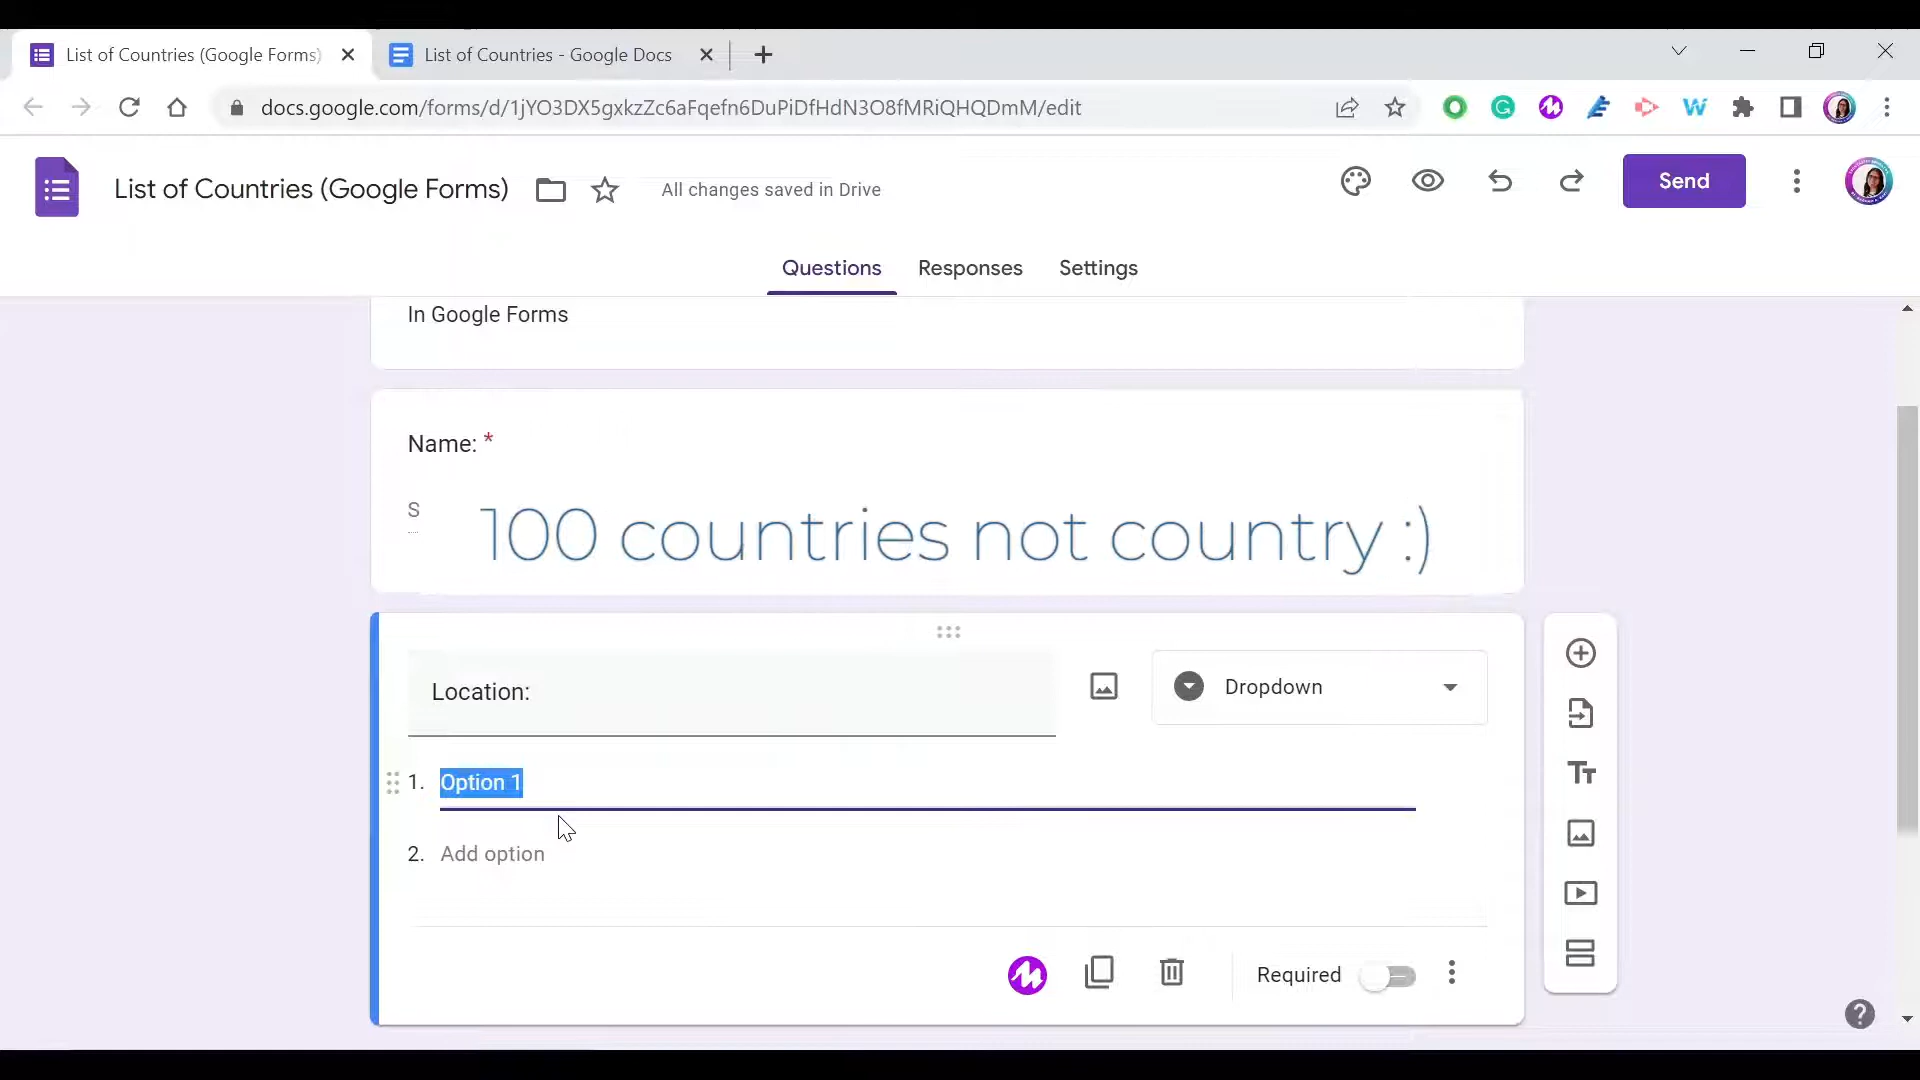 List of Countries (Google Forms)
List of Countries - Google Docs
docs.google.com/forms/d/1jYO3DX5gxkzZc6aFqefn6DuPiDfHdN3O8fMRiQHQDmM/edit
List of Countries (Google Forms)
All changes saved in Drive
Send
Questions
Responses
Settings
In Google Forms
Name: *
S
100 countries not country :)
Location:
Dropdown
1. Option 1
2. Add option
Required